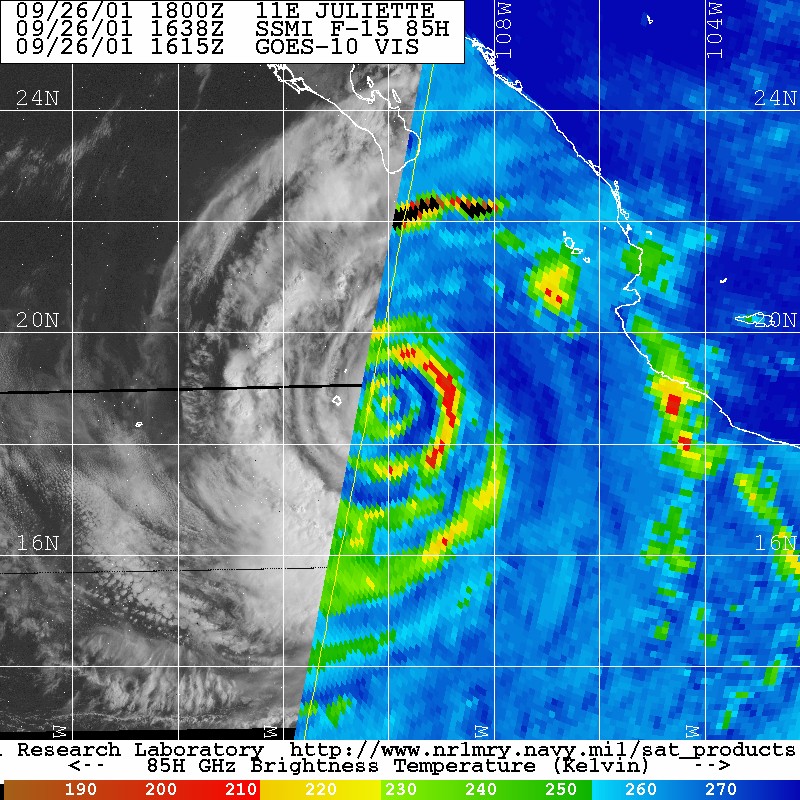 09/26/01 1800Z 11E JULIETTE
09/26/01 1638Z SSMI F-15 85H
09/26/01 1615Z GOES-10 VIS
108W 104W
24N 24N
20N 20N
16N 16N
W W W W
Research Laboratory http://www.nrlmry.navy.mil/sat_products
<-- 85H GHz Brightness Temperature (Kelvin) -->
190 200 210 220 230 240 250 260 270